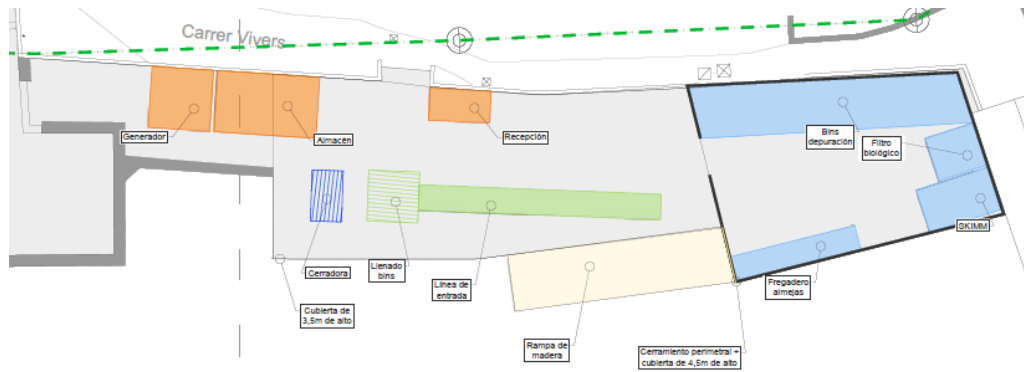 Carrer Vivers
Generador
Almacén
Recepción
Bins
depuración
Filtro
biológico
SKIMM
Cerradora
Llenado
bins
Línea de
entrada
Fregadero
almejas
Cubierta de
3,5m de alto
Rampa de
madera
Cerramiento perimetral +
cubierta de 4,5m de alto